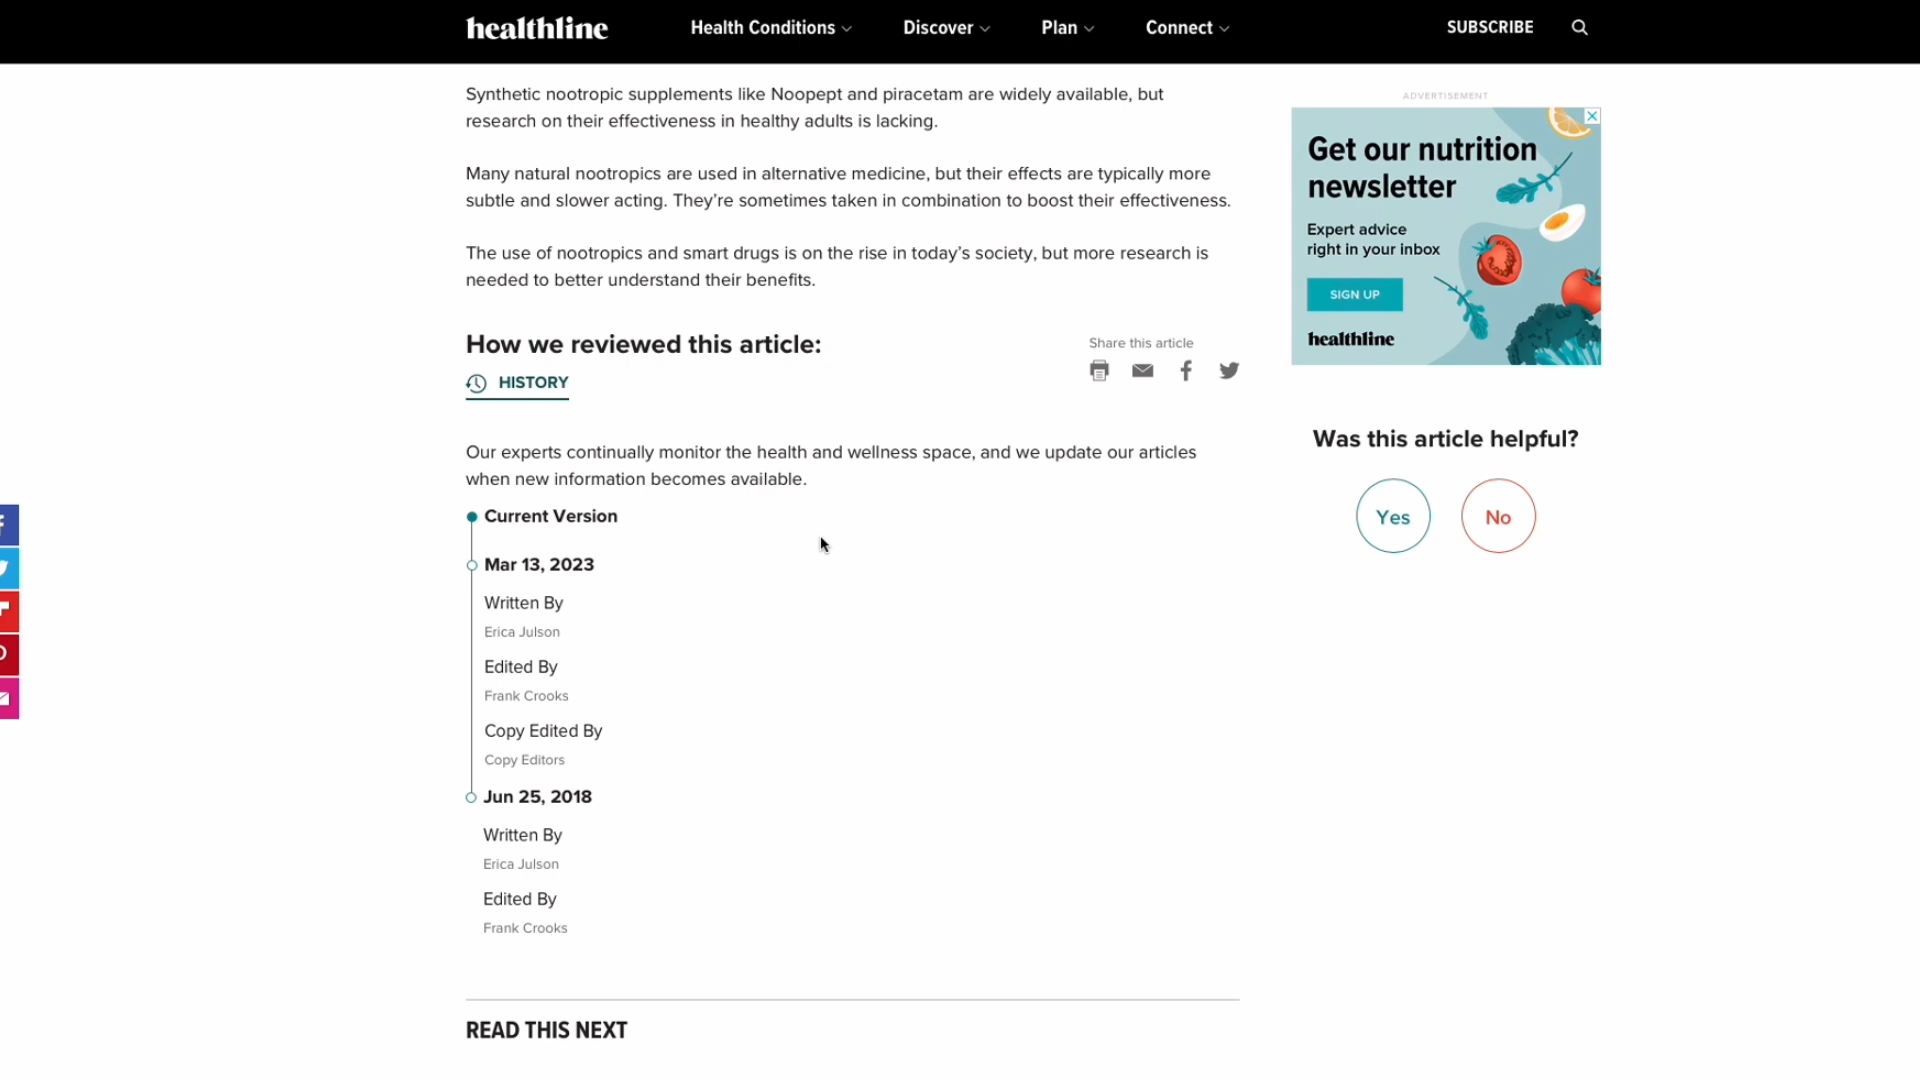 healthline
Health Conditions
Discover
Plan
Connect
SUBSCRIBE
Synthetic nootropic supplements like Noopept and piracetam are widely available, but
research on their effectiveness in healthy adults is lacking.
Many natural nootropics are used in alternative medicine, but their effects are typically more
subtle and slower acting. They’re sometimes taken in combination to boost their effectiveness.
The use of nootropics and smart drugs is on the rise in today’s society, but more research is
needed to better understand their benefits.
How we reviewed this article:
HISTORY
Share this article
Our experts continually monitor the health and wellness space, and we update our articles
when new information becomes available.
Current Version
Mar 13, 2023
Written By
Erica Julson
Edited By
Frank Crooks
Copy Edited By
Copy Editors
Jun 25, 2018
Written By
Erica Julson
Edited By
Frank Crooks
READ THIS NEXT
ADVERTISEMENT
Get our nutrition
newsletter
Expert advice
right in your inbox
SIGN UP
healthline
Was this article helpful?
Yes
No